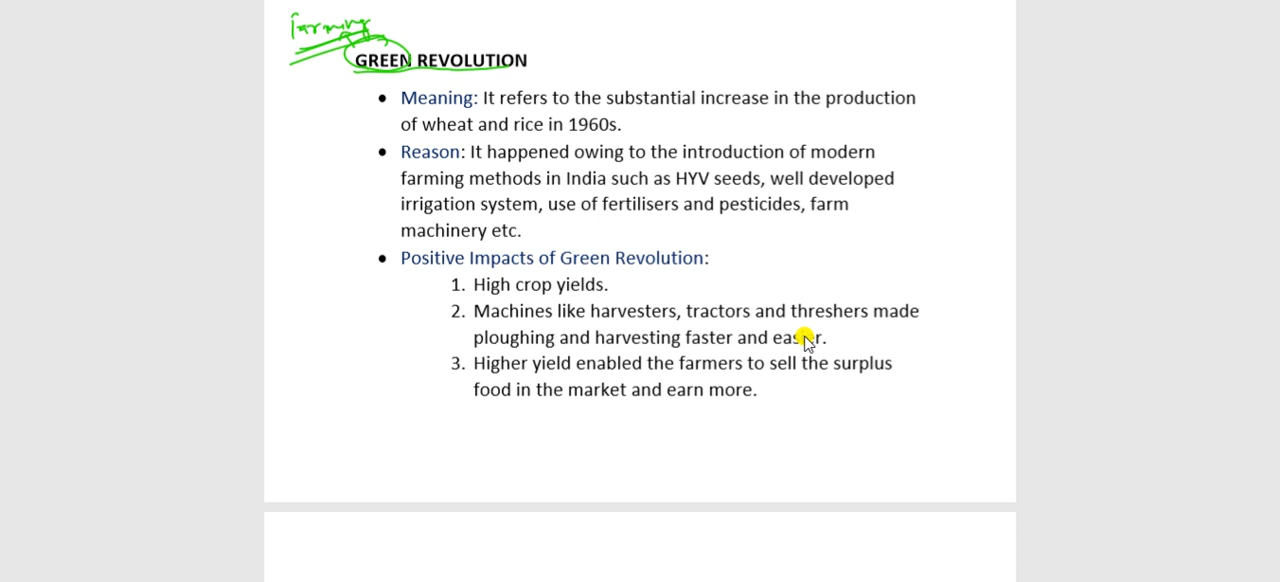 farming
GREEN REVOLUTION
• Meaning: It refers to the substantial increase in the production
of wheat and rice in 1960s.
• Reason: It happened owing to the introduction of modern
farming methods in India such as HYV seeds, well developed
irrigation system, use of fertilisers and pesticides, farm
machinery etc.
• Positive Impacts of Green Revolution:
1. High crop yields.
2. Machines like harvesters, tractors and threshers made
ploughing and harvesting faster and easier.
3. Higher yield enabled the farmers to sell the surplus
food in the market and earn more.